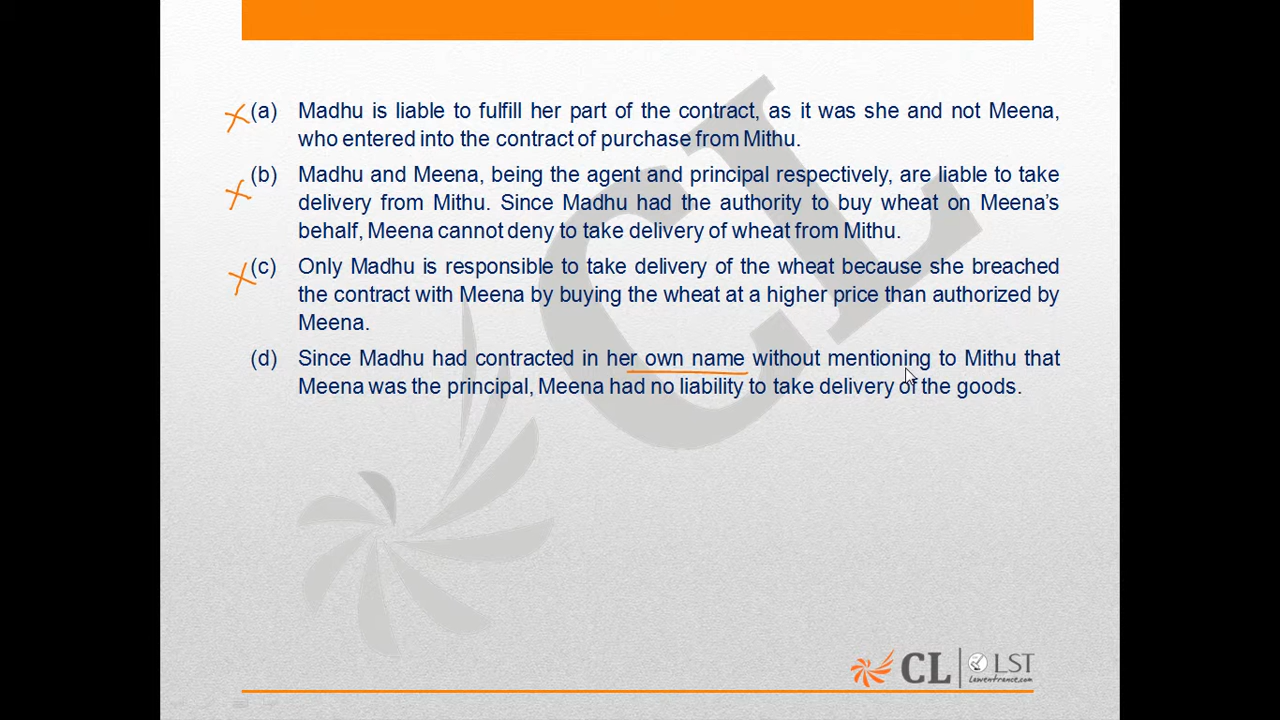 (a) Madhu is liable to fulfill her part of the contract, as it was she and not Meena,
who entered into the contract of purchase from Mithu.
(b) Madhu and Meena, being the agent and principal respectively, are liable to take
delivery from Mithu. Since Madhu had the authority to buy wheat on Meena's
behalf, Meena cannot deny to take delivery of wheat from Mithu.
(c) Only Madhu is responsible to take delivery of the wheat because she breached
the contract with Meena by buying the wheat at a higher price than authorized by
Meena.
(d) Since Madhu had contracted in her own name without mentioning to Mithu that
Meena was the principal, Meena had no liability to take delivery of the goods.
CL
CL LST
Lawentrance.com